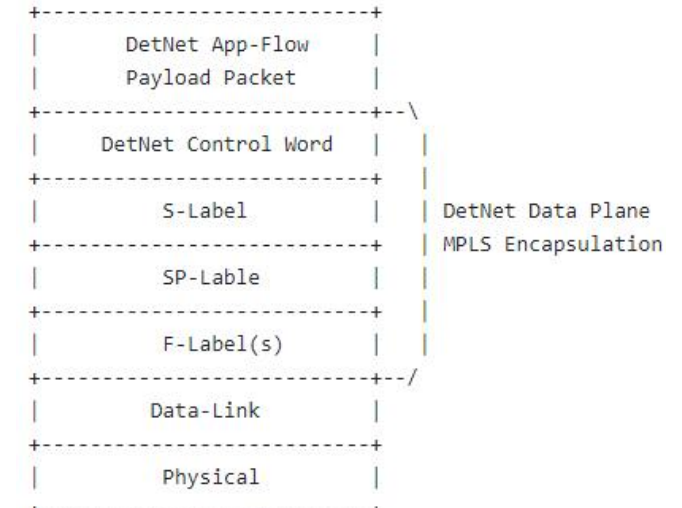 DetNet App-Flow
Payload Packet
DetNet Control Word
S-Label
DetNet Data Plane
MPLS Encapsulation
SP-Lable
F-Label(s)
Data-Link
Physical